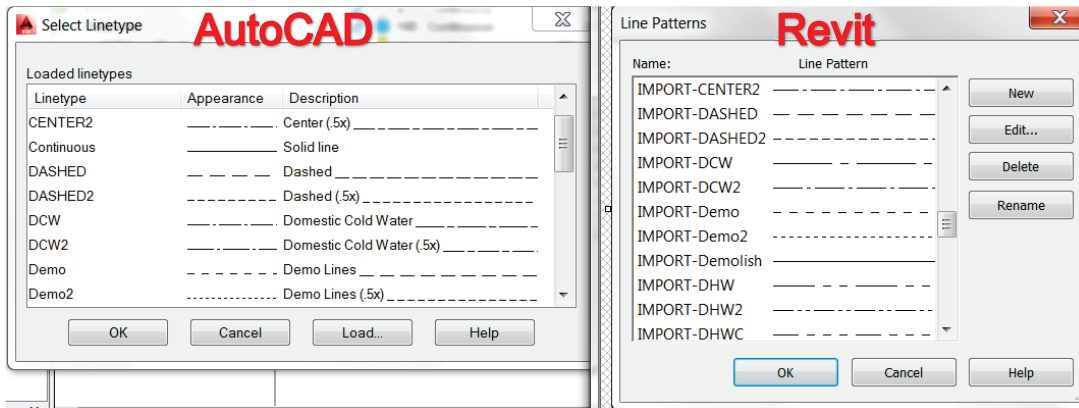 Select Linetype
AutoCAD
Loaded linetypes
Linetype Appearance Description
CENTER2 Center (.5x)
Continuous Solid line
DASHED Dashed
DASHED2 Dashed (.5x)
DCW Domestic Cold Water
DCW2 Domestic Cold Water (.5x)
Demo Demo Lines
Demo2 Demo Lines (.5x)
OK Cancel Load... Help
Line Patterns
Revit
Name: Line Pattern
IMPORT-CENTER2
IMPORT-DASHED
IMPORT-DASHED2
IMPORT-DCW
IMPORT-DCW2
IMPORT-Demo
IMPORT-Demo2
IMPORT-Demolish
IMPORT-DHW
IMPORT-DHW2
IMPORT-DHWC
New
Edit...
Delete
Rename
OK Cancel Help